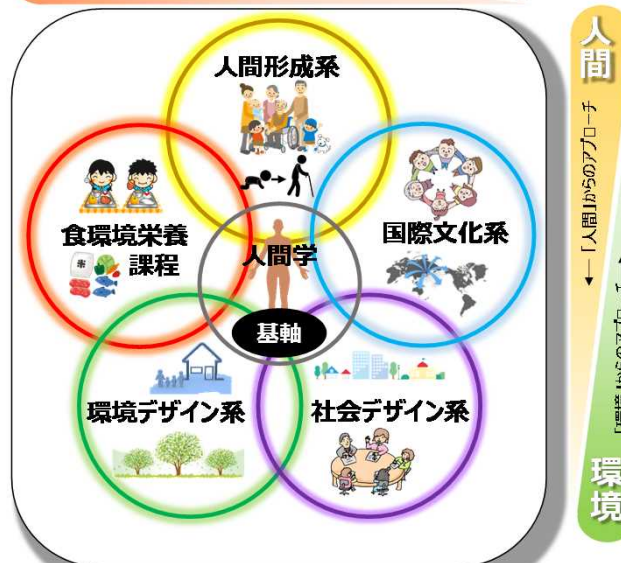 人間形成系
食環境栄養
課程
人間学
国際文化系
基軸
環境デザイン系
社会デザイン系
米
人間
←「人間」からのアプローチ
環境